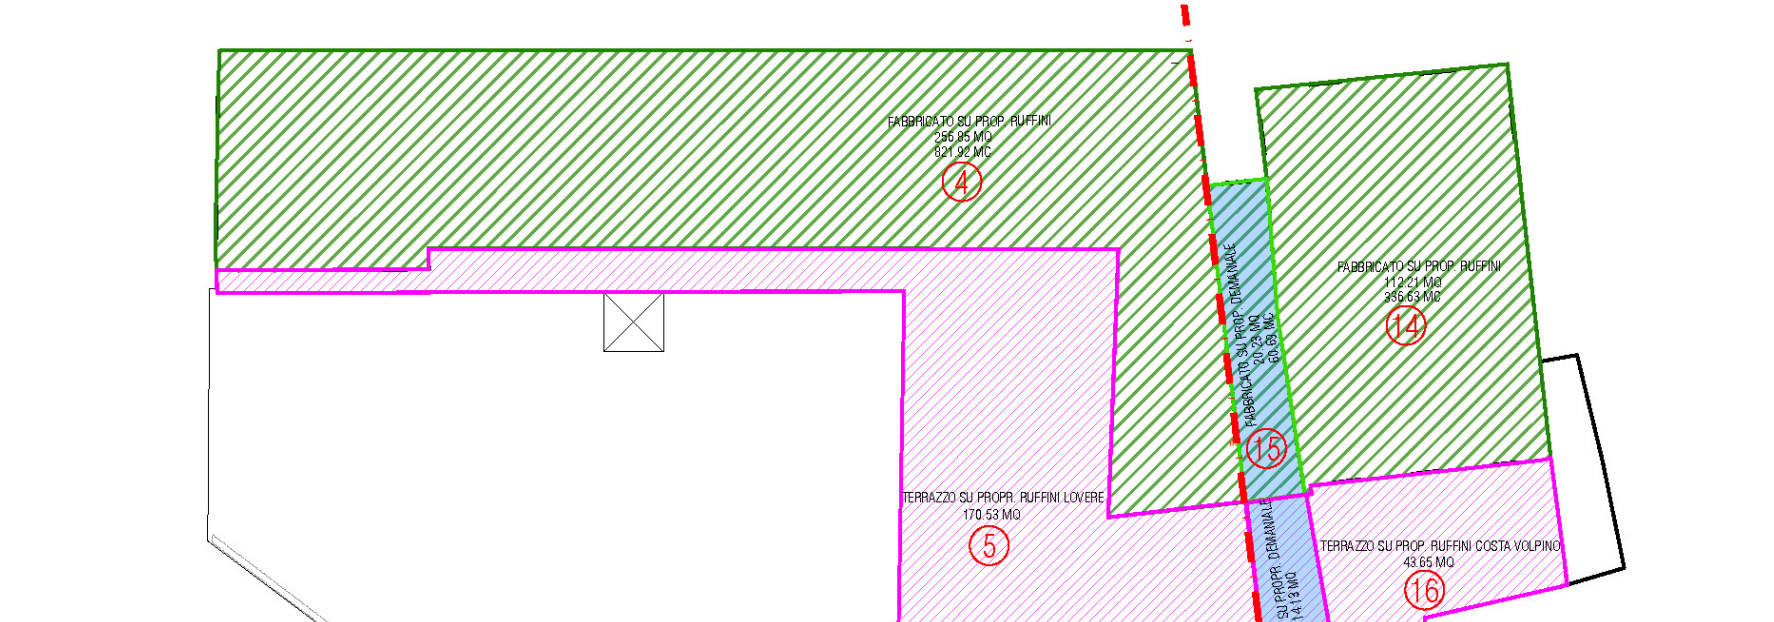 FABBRICATO SU PROP. RUFFINI
256.85 MQ
821.92 MC
4
FABBRICATO SU PROP. DEMANIALE
20.23 MQ
60.69 MC
15
FABBRICATO SU PROP. RUFFINI
112.21 MQ
336.63 MC
14
TERRAZZO SU PROPR. RUFFINI LOVERE
170.53 MQ
5
SU PROPR. DEMANIALE
14.13 MQ
TERRAZZO SU PROP. RUFFINI COSTA VOLPINO
43.65 MQ
16